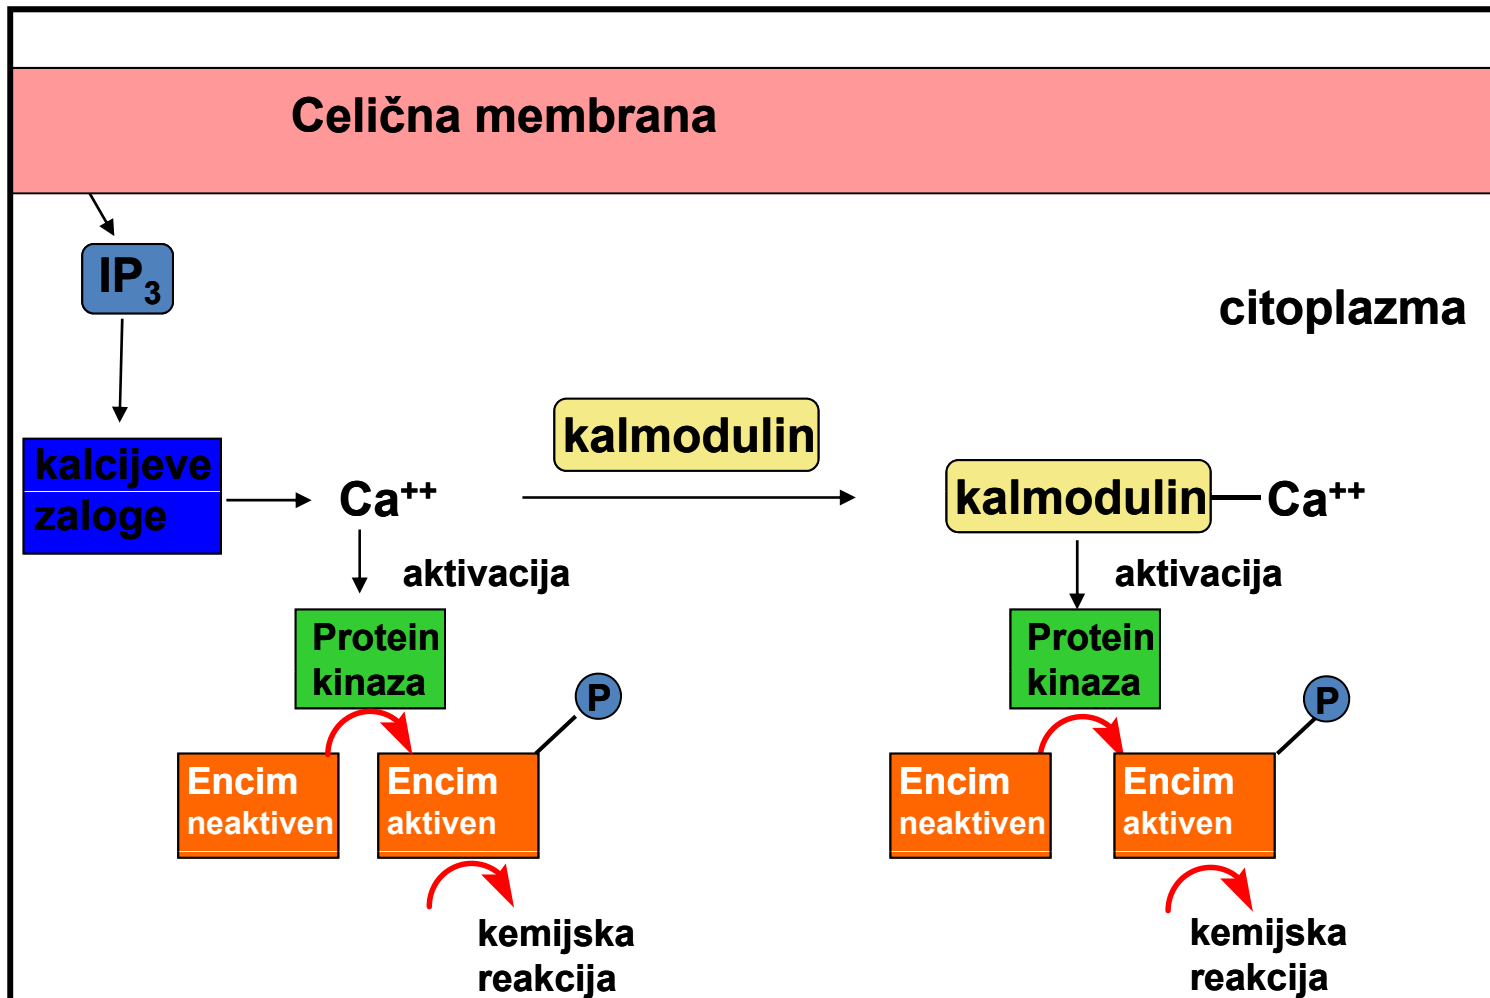 Celična membrana
IP3
citoplazma
kalmodulin
kalcijeve
zaloge
Ca++
kalmodulin
Ca++
aktivacija
aktivacija
Protein
kinaza
Protein
kinaza
P
P
Encim
neaktiven
Encim
aktiven
Encim
neaktiven
Encim
aktiven
kemijska
reakcija
kemijska
reakcija